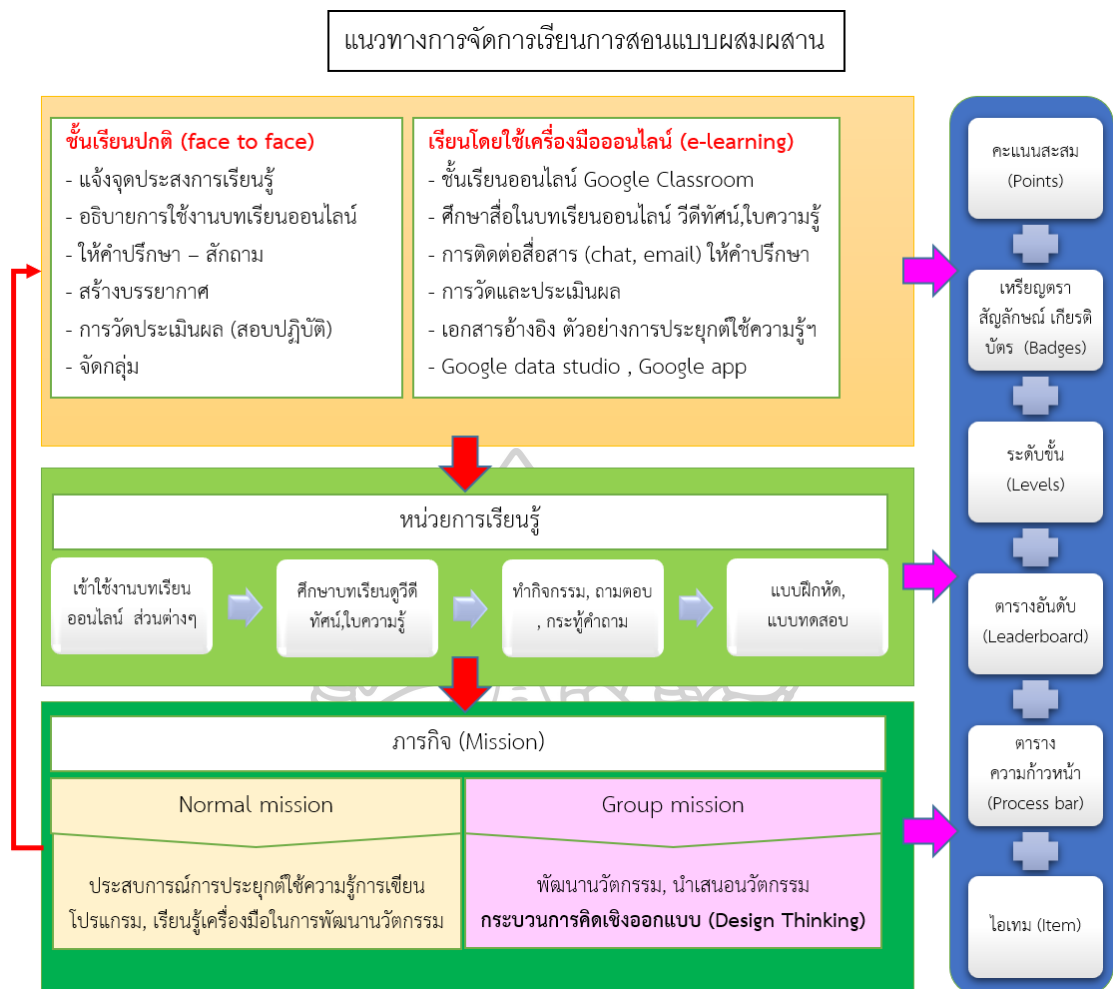 แนวทางการจัดการเรียนการสอนแบบผสมผสาน
ชั้นเรียนปกติ (face to face)
- แจ้งจุดประสงการเรียนรู้
- อธิบายการใช้งานบทเรียนออนไลน์
- ให้คำปรึกษา – สักถาม
- สร้างบรรยากาศ
- การวัดประเมินผล (สอบปฏิบัติ)
- จัดกลุ่ม
เรียนโดยใช้เครื่องมือออนไลน์ (e-learning)
- ชั้นเรียนออนไลน์ Google Classroom
- ศึกษาสื่อในบทเรียนออนไลน์ วีดีทัศน์,ใบความรู้
- การติดต่อสื่อสาร (chat, email) ให้คำปรึกษา
- การวัดและประเมินผล
- เอกสารอ้างอิง ตัวอย่างการประยุกต์ใช้ความรู้ฯ
- Google data studio , Google app
หน่วยการเรียนรู้
เข้าใช้งานบทเรียน
ออนไลน์ ส่วนต่างๆ
ศึกษาบทเรียนดูวีดี
ทัศน์,ใบความรู้
ทำกิจกรรม, ถามตอบ
, กระทู้คำถาม
แบบฝึกหัด,
แบบทดสอบ
ภารกิจ (Mission)
Normal mission
ประสบการณ์การประยุกต์ใช้ความรู้การเขียน
โปรแกรม, เรียนรู้เครื่องมือในการพัฒนานวัตกรรม
Group mission
พัฒนานวัตกรรม, นำเสนอนวัตกรรม
กระบวนการคิดเชิงออกแบบ (Design Thinking)
คะแนนสะสม
(Points)
เหรียญตรา
สัญลักษณ์ เกียรติ
บัตร (Badges)
ระดับขั้น
(Levels)
ตารางอันดับ
(Leaderboard)
ตาราง
ความก้าวหน้า
(Process bar)
ไอเทม (Item)